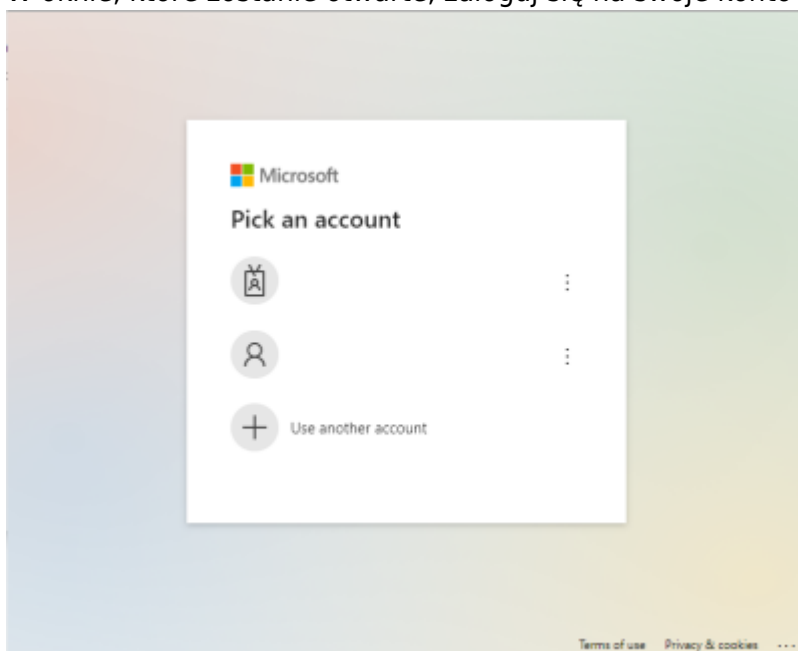 W oknie, które zostanie otwarte, zaloguj się na swoje konto
Microsoft
Pick an account
Use another account
Terms of use Privacy & cookies ...